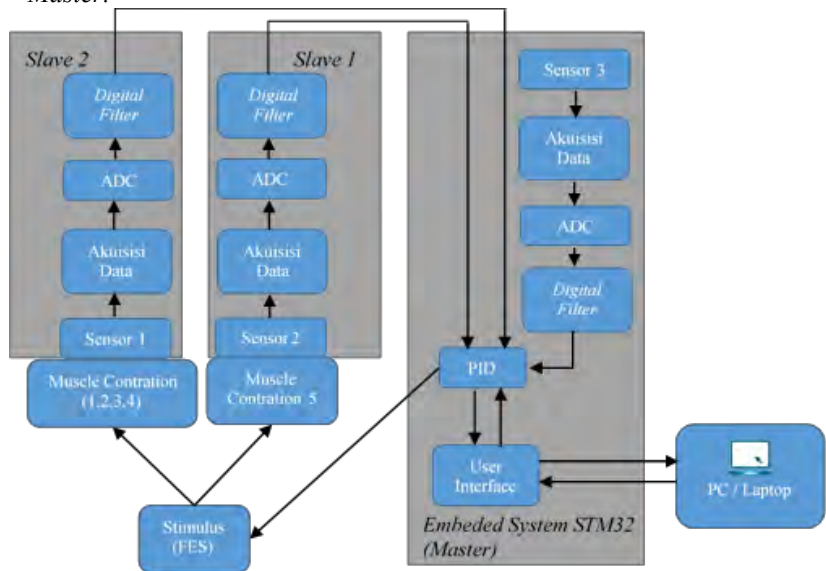 Master.
Slave 2
Digital
Filter
ADC
Akuisisi
Data
Sensor 1
Muscle Contration
(1,2,3,4)
Slave 1
Digital
Filter
ADC
Akuisisi
Data
Sensor 2
Muscle
Contration 5
Stimulus
(FES)
Sensor 3
Akuisisi
Data
ADC
Digital
Filter
PID
User
Interface
Embeded System STM32
(Master)
PC / Laptop